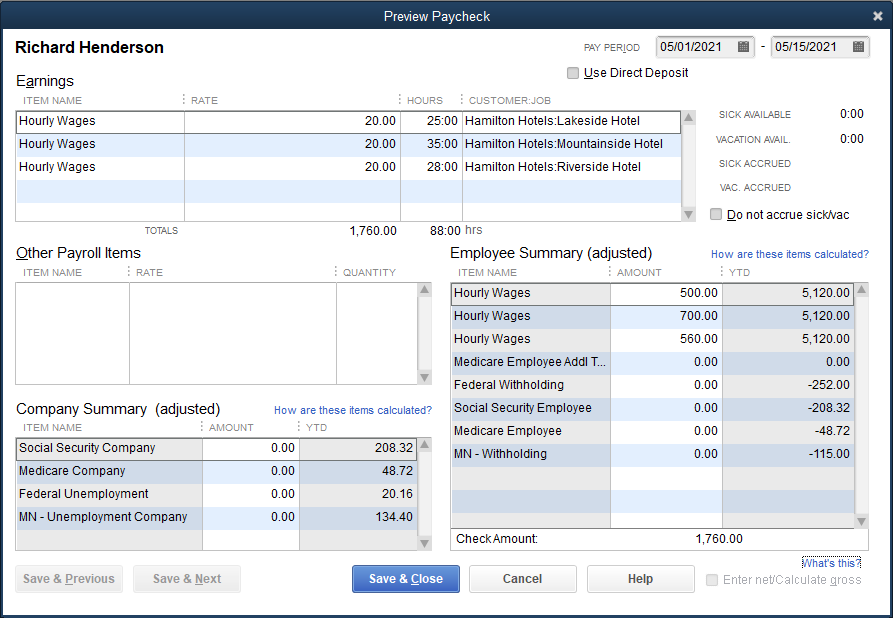 Preview Paycheck
Richard Henderson
PAY PERIOD 05/01/2021 - 05/15/2021
Use Direct Deposit
Earnings
ITEM NAME RATE HOURS CUSTOMER:JOB
Hourly Wages 20.00 25:00 Hamilton Hotels:Lakeside Hotel
Hourly Wages 20.00 35:00 Hamilton Hotels:Mountainside Hotel
Hourly Wages 20.00 28:00 Hamilton Hotels:Riverside Hotel
TOTALS 1,760.00 88:00 hrs
SICK AVAILABLE 0:00
VACATION AVAIL. 0:00
SICK ACCRUED
VAC. ACCRUED
Do not accrue sick/vac
Other Payroll Items
ITEM NAME RATE QUANTITY
Company Summary (adjusted) How are these items calculated?
ITEM NAME AMOUNT YTD
Social Security Company 0.00 208.32
Medicare Company 0.00 48.72
Federal Unemployment 0.00 20.16
MN - Unemployment Company 0.00 134.40
Employee Summary (adjusted) How are these items calculated?
ITEM NAME AMOUNT YTD
Hourly Wages 500.00 5,120.00
Hourly Wages 700.00 5,120.00
Hourly Wages 560.00 5,120.00
Medicare Employee Addl T... 0.00 0.00
Federal Withholding 0.00 -252.00
Social Security Employee 0.00 -208.32
Medicare Employee 0.00 -48.72
MN - Withholding 0.00 -115.00
Check Amount: 1,760.00
What's this?
Save & Previous Save & Next Save & Close Cancel Help Enter net/Calculate gross